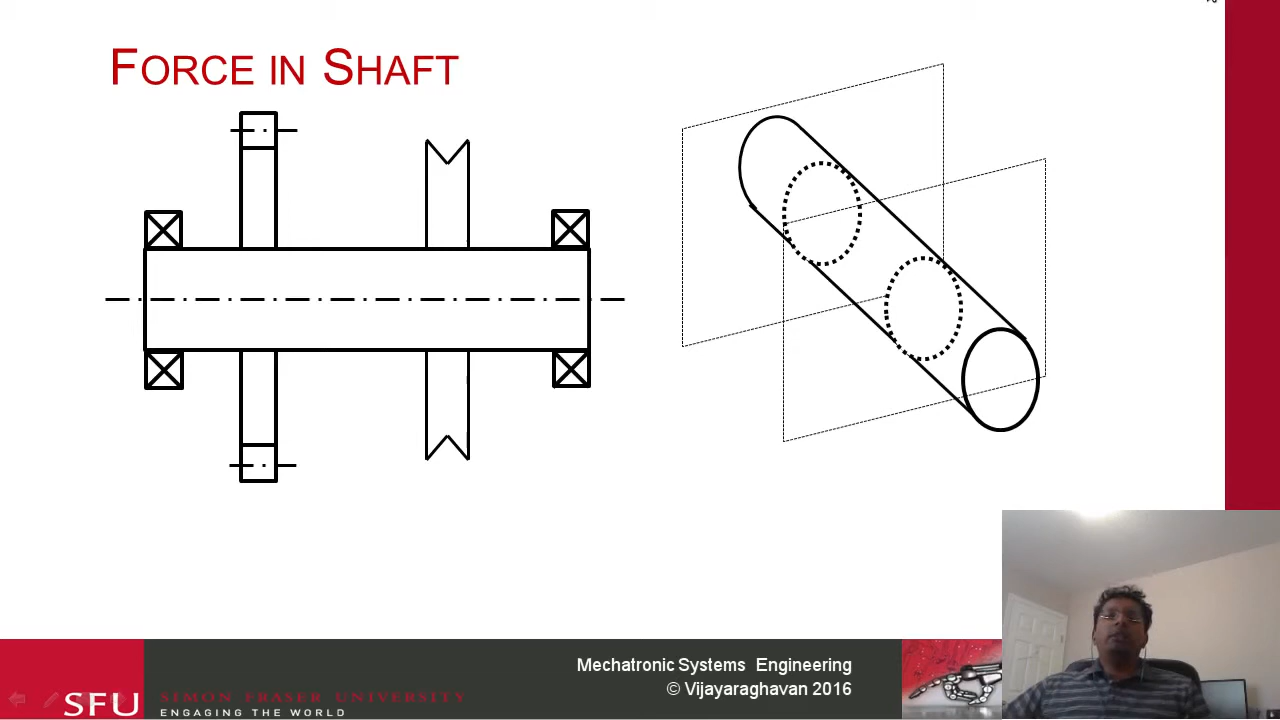 FORCE IN SHAFT
Mechatronic Systems Engineering
© Vijayaraghavan 2016
SFU
SIMON FRASER UNIVERSITY
ENGAGING THE WORLD